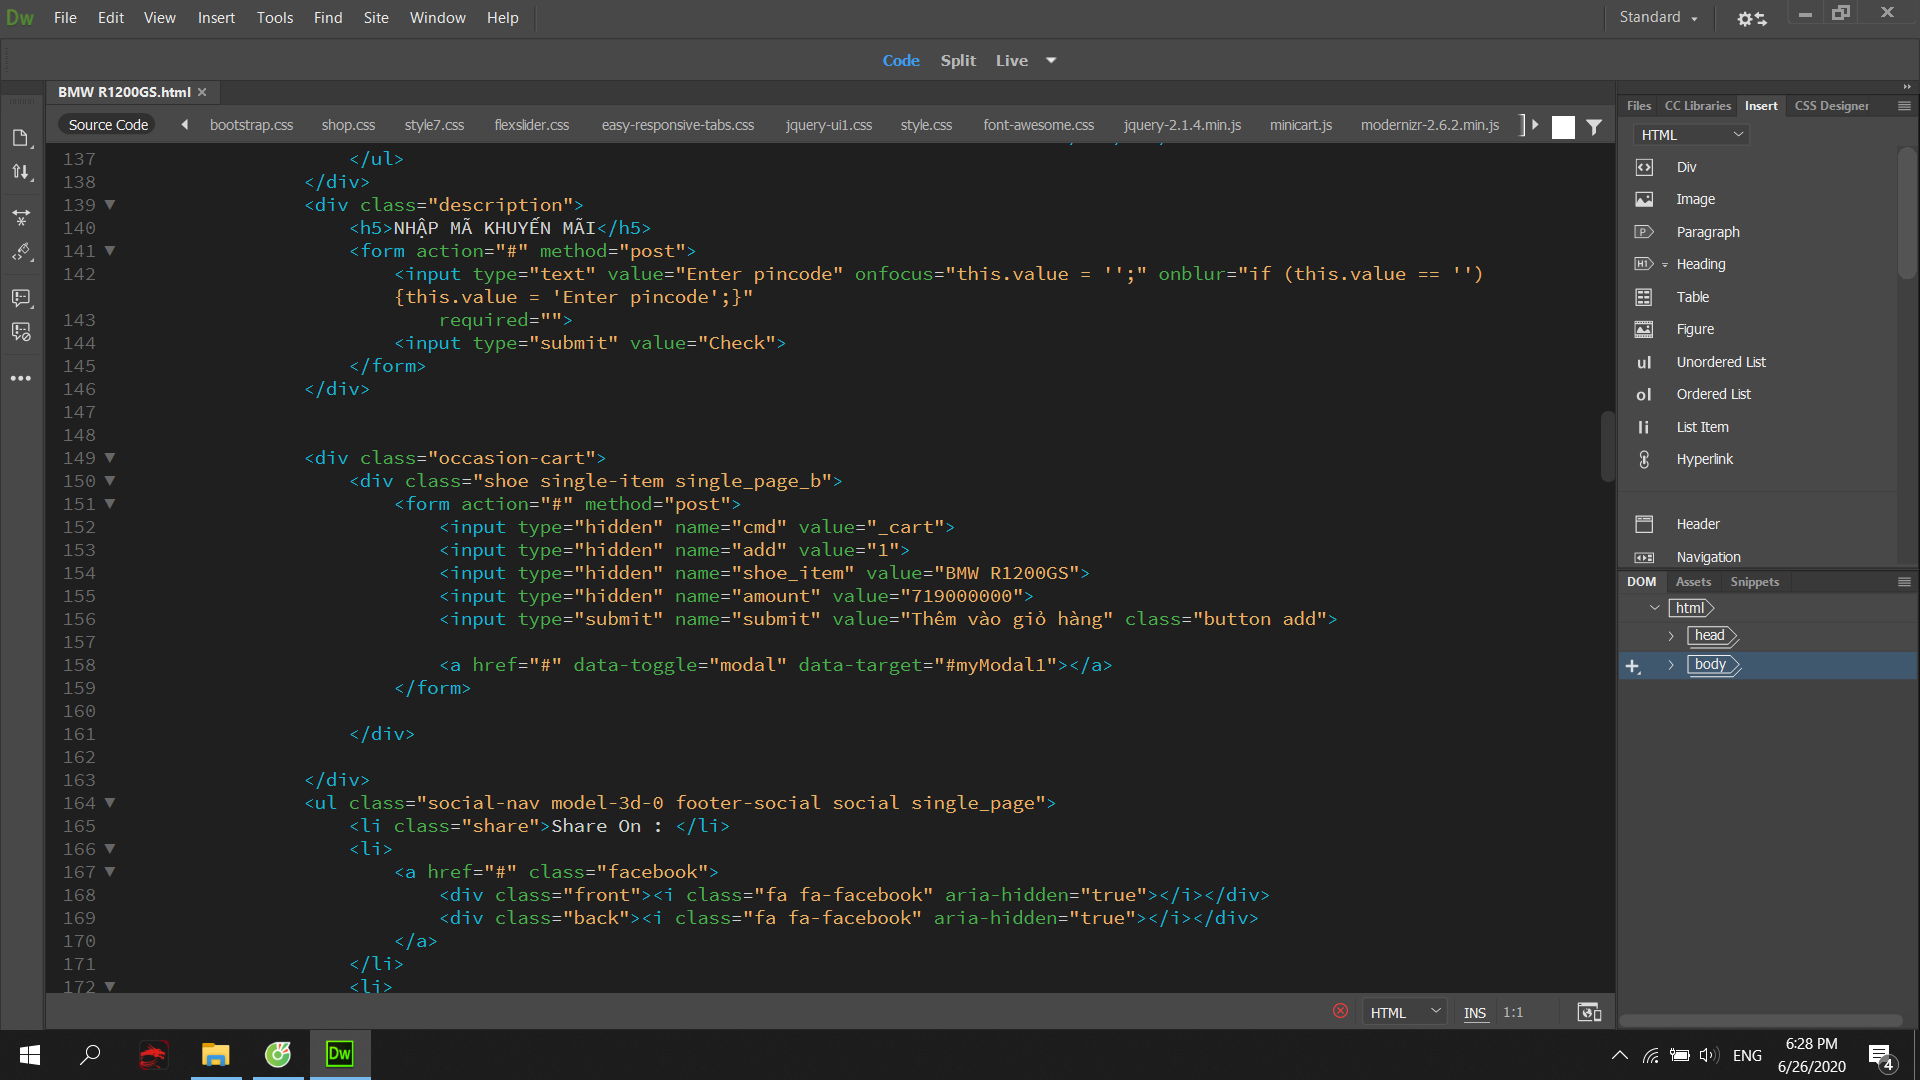 Dw File Edit View Insert Tools Find Site Window Help Standard
Code Split Live
BMW R1200GS.html
Source Code bootstrap.css shop.css style7.css flexslider.css easy-responsive-tabs.css jquery-ui1.css style.css font-awesome.css jquery-2.1.4.min.js minicart.js modernizr-2.6.2.min.js
137 </ul>
138 </div>
139 <div class="description">
140 <h5>NHẬP MÃ KHUYẾN MÃI</h5>
141 <form action="#" method="post">
142 <input type="text" value="Enter pincode" onfocus="this.value = '';" onblur="if (this.value == '')
{this.value = 'Enter pincode';}"
143 required="">
144 <input type="submit" value="Check">
145 </form>
146 </div>
147
148
149 <div class="occasion-cart">
150 <div class="shoe single-item single_page_b">
151 <form action="#" method="post">
152 <input type="hidden" name="cmd" value="_cart">
153 <input type="hidden" name="add" value="1">
154 <input type="hidden" name="shoe_item" value="BMW R1200GS">
155 <input type="hidden" name="amount" value="719000000">
156 <input type="submit" name="submit" value="Thêm vào giỏ hàng" class="button add">
157
158 <a href="#" data-toggle="modal" data-target="#myModal1"></a>
159 </form>
160
161 </div>
162
163 </div>
164 <ul class="social-nav model-3d-0 footer-social social single_page">
165 <li class="share">Share On : </li>
166 <li>
167 <a href="#" class="facebook">
168 <div class="front"><i class="fa fa-facebook" aria-hidden="true"></i></div>
169 <div class="back"><i class="fa fa-facebook" aria-hidden="true"></i></div>
170 </a>
171 </li>
172 <li>
HTML INS 1:1
Files CC Libraries Insert CSS Designer
HTML
Div
Image
Paragraph
Heading
Table
Figure
ul Unordered List
ol Ordered List
li List Item
Hyperlink
Header
Navigation
DOM Assets Snippets
html
head
body
Dw
ENG
6:28 PM
6/26/2020
4